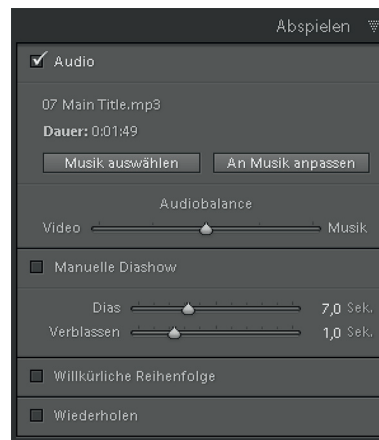 Abspielen
Audio
07 Main Title.mp3
Dauer: 0:01:49
Musik auswählen An Musik anpassen
Audiobalance
Video Musik
Manuelle Diashow
Dias 7,0 Sek.
Verblassen 1,0 Sek.
Willkürliche Reihenfolge
Wiederholen